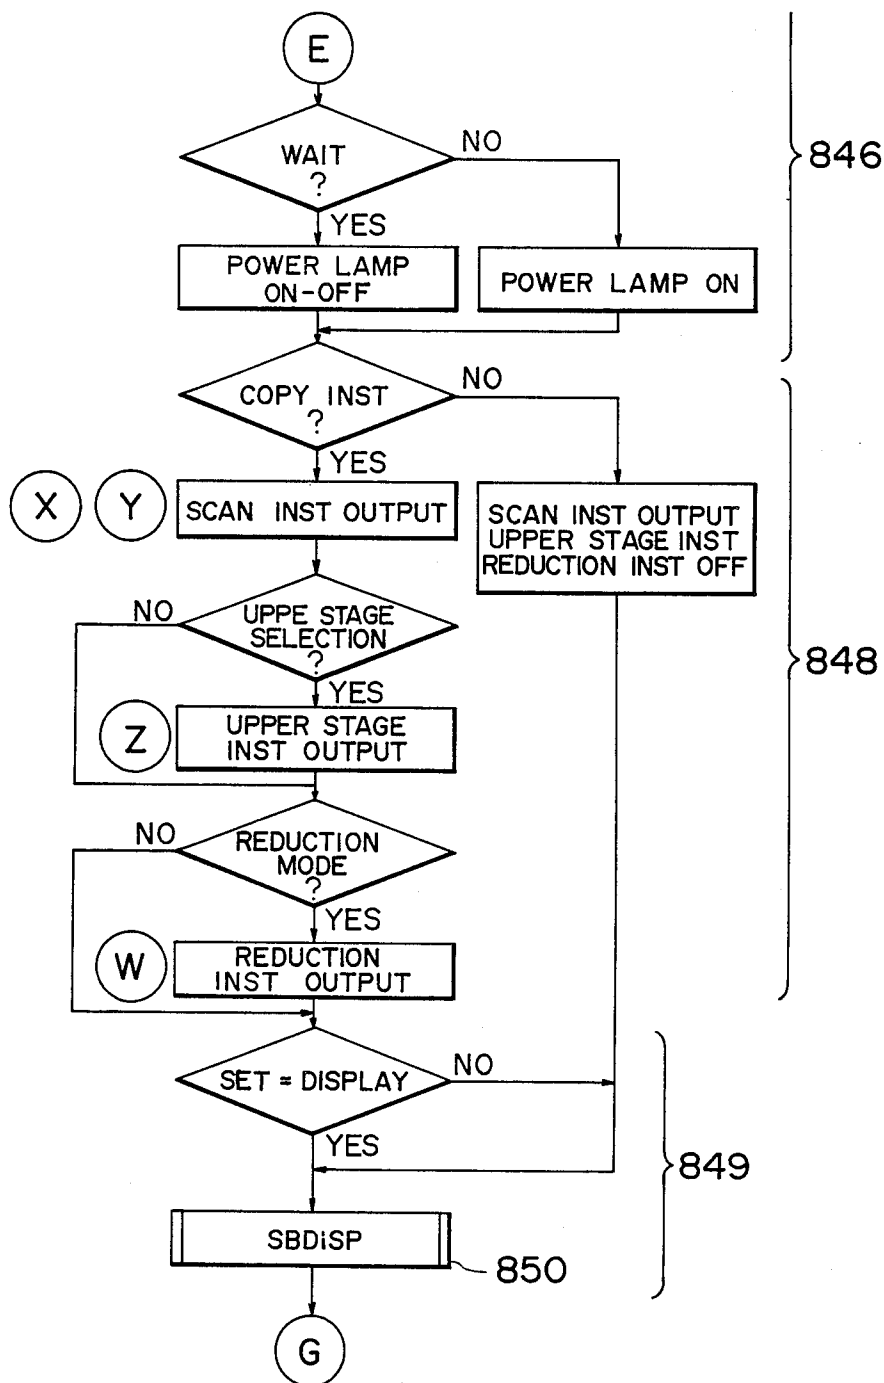 E
WAIT
?
NO
YES
POWER LAMP
ON-OFF
POWER LAMP ON
846
COPY INST
?
NO
YES
X
Y
SCAN INST OUTPUT
SCAN INST OUTPUT
UPPER STAGE INST
REDUCTION INST OFF
NO
UPPE STAGE
SELECTION
?
YES
Z
UPPER STAGE
INST OUTPUT
848
NO
REDUCTION
MODE
?
YES
W
REDUCTION
INST OUTPUT
SET = DISPLAY
NO
YES
849
SBDiSP
850
G